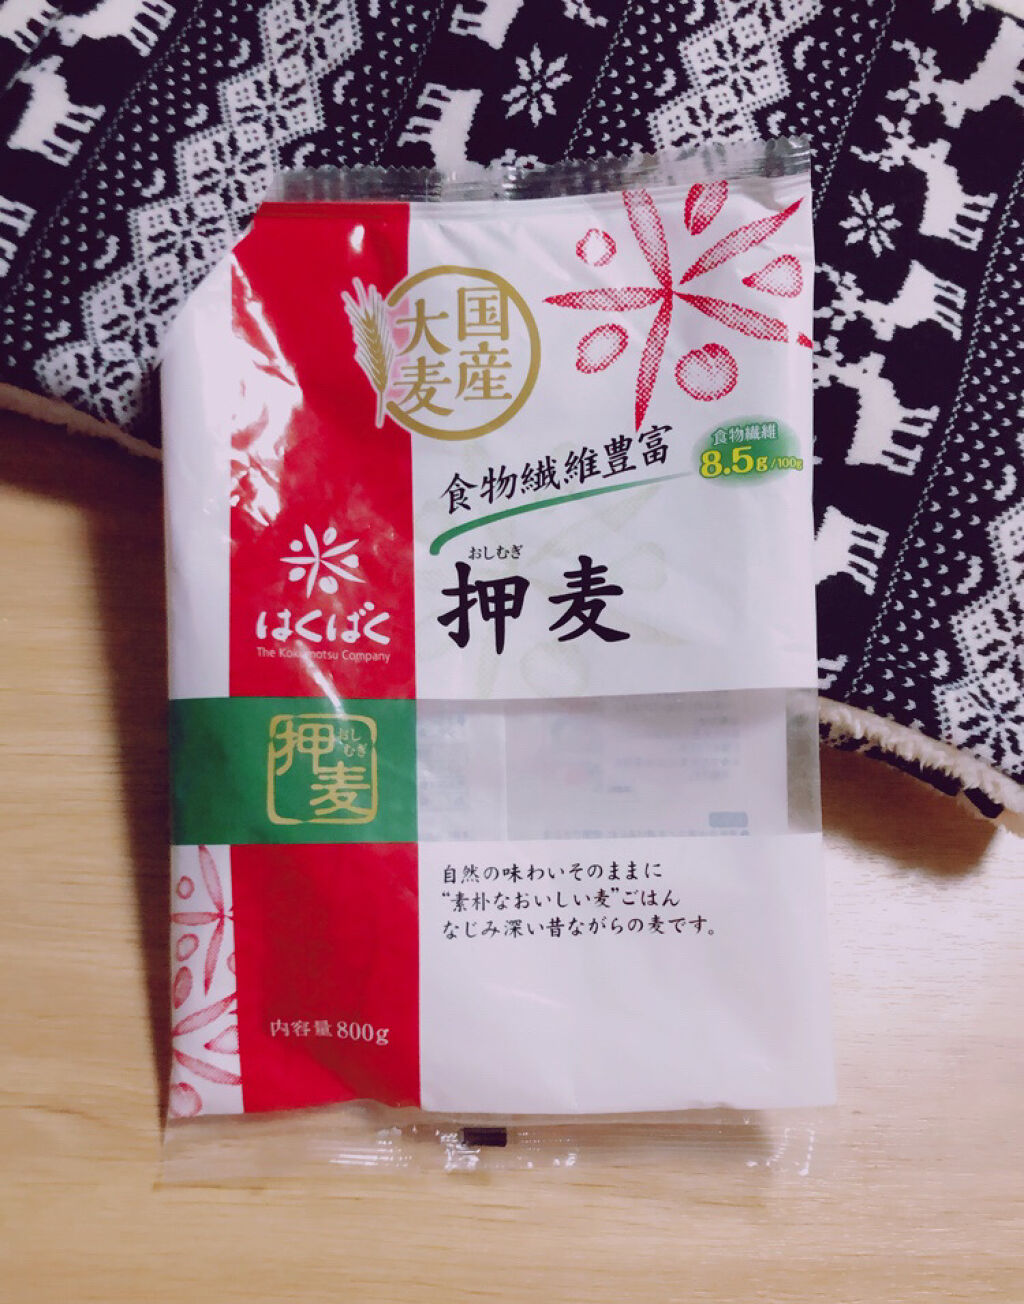 国産
大麦
食物繊維
8.5g/100g
食物繊維豊富
おしむぎ
押麦
はくばく
The Kokumotsu Company
押麦
おし
むぎ
自然の味わいそのままに
“素朴なおいしい麦”ごはん
なじみ深い昔ながらの麦です。
内容量800g